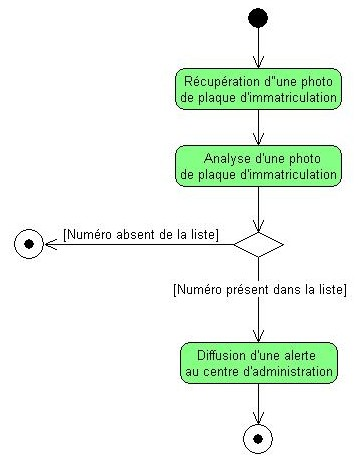 Récupération d''une photo
de plaque d'immatriculation
Analyse d'une photo
de plaque d'immatriculation
[Numéro absent de la liste]
[Numéro présent dans la liste]
Diffusion d'une alerte
au centre d'administration